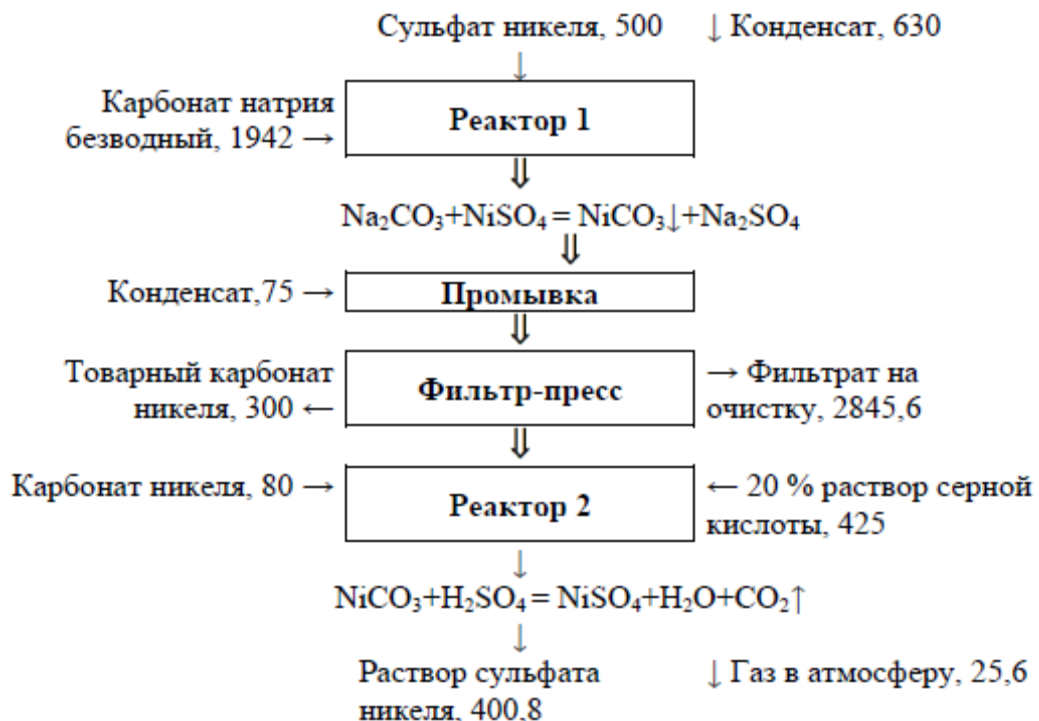 Сульфат никеля, 500 ↓ Конденсат, 630
↓
Карбонат натрия
безводный, 1942 →
Реактор 1
⇓
Na₂CO₃+NiSO₄ = NiCO₃↓+Na₂SO₄
⇓
Конденсат,75 →
Промывка
⇓
Товарный карбонат
никеля, 300 ←
Фильтр-пресс
→ Фильтрат на
очистку, 2845,6
⇓
Карбонат никеля, 80 →
Реактор 2
← 20 % раствор серной
кислоты, 425
↓
NiCO₃+H₂SO₄ = NiSO₄+H₂O+CO₂↑
↓
Раствор сульфата
никеля, 400,8
↓ Газ в атмосферу, 25,6